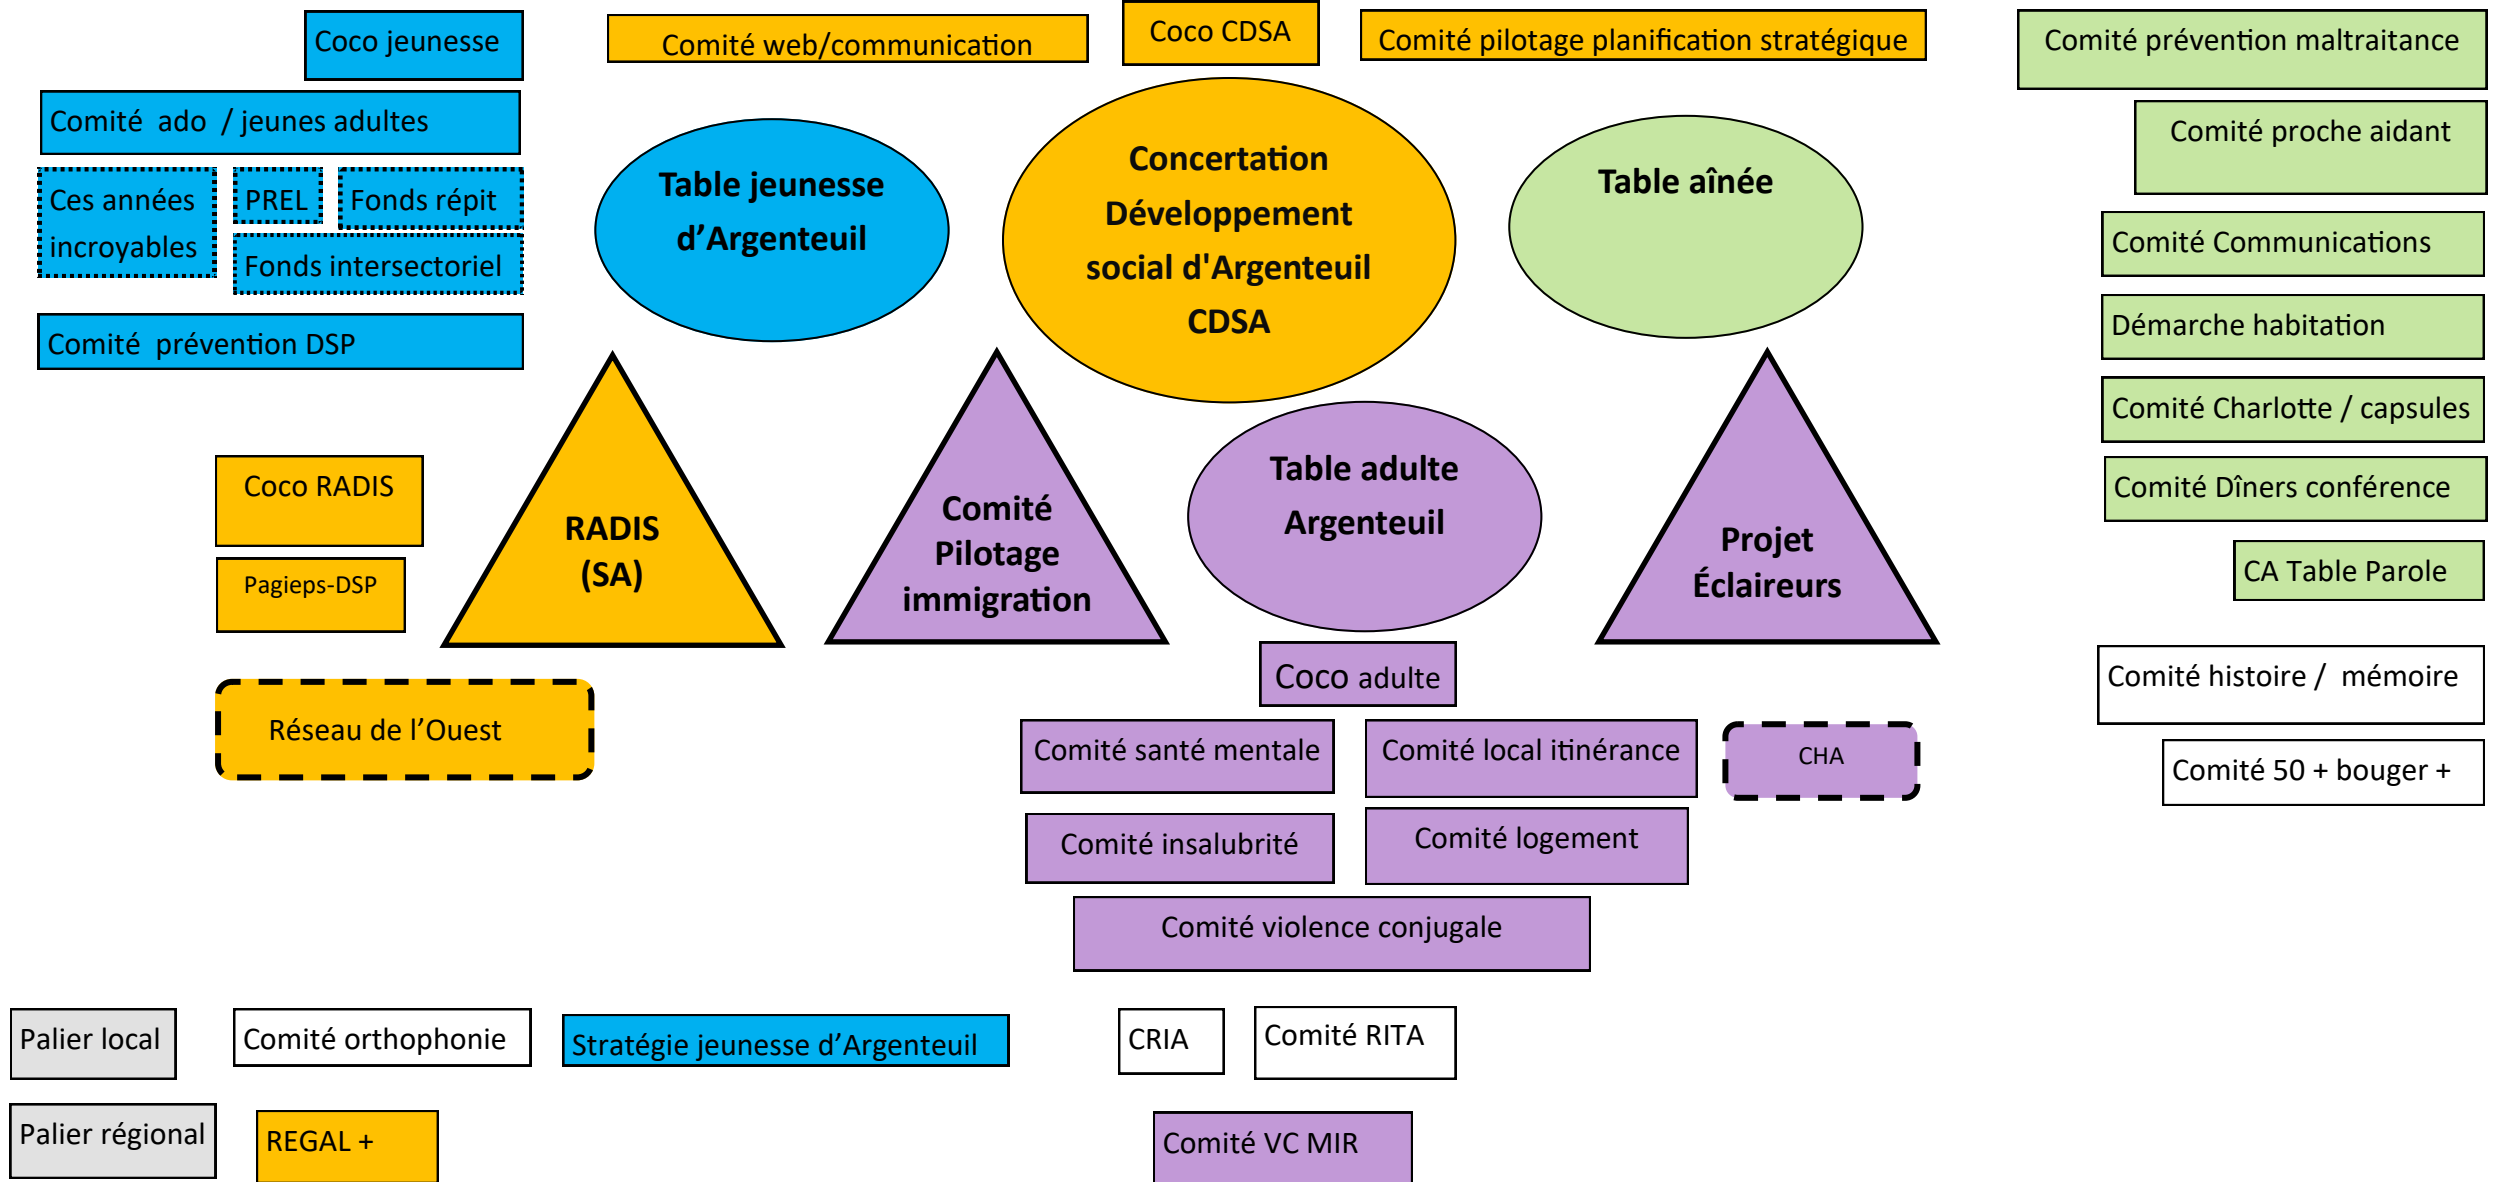 Coco jeunesse
Comité web/communication
Coco CDSA
Comité pilotage planification stratégique
Comité prévention maltraitance
Comité  ado  / jeunes adultes
Comité proche aidant
Ces années
incroyables
PREL
Fonds répit
Fonds intersectoriel
Comité  prévention DSP
Table jeunesse
d’Argenteuil
Concertation
Développement
social d'Argenteuil
CDSA
Table aînée
Comité Communications
Démarche habitation
Comité Charlotte / capsules
Comité Dîners conférence
CA Table Parole
Coco RADIS
Pagieps-DSP
RADIS
(SA)
Comité
Pilotage
immigration
Table adulte
Argenteuil
Projet
Éclaireurs
Réseau de l’Ouest
Coco adulte
Comité histoire /  mémoire
Comité santé mentale
Comité local itinérance
CHA
Comité 50 + bouger +
Comité insalubrité
Comité logement
Comité violence conjugale
Palier local
Comité orthophonie
Stratégie jeunesse d’Argenteuil
CRIA
Comité RITA
Palier régional
REGAL +
Comité VC MIR